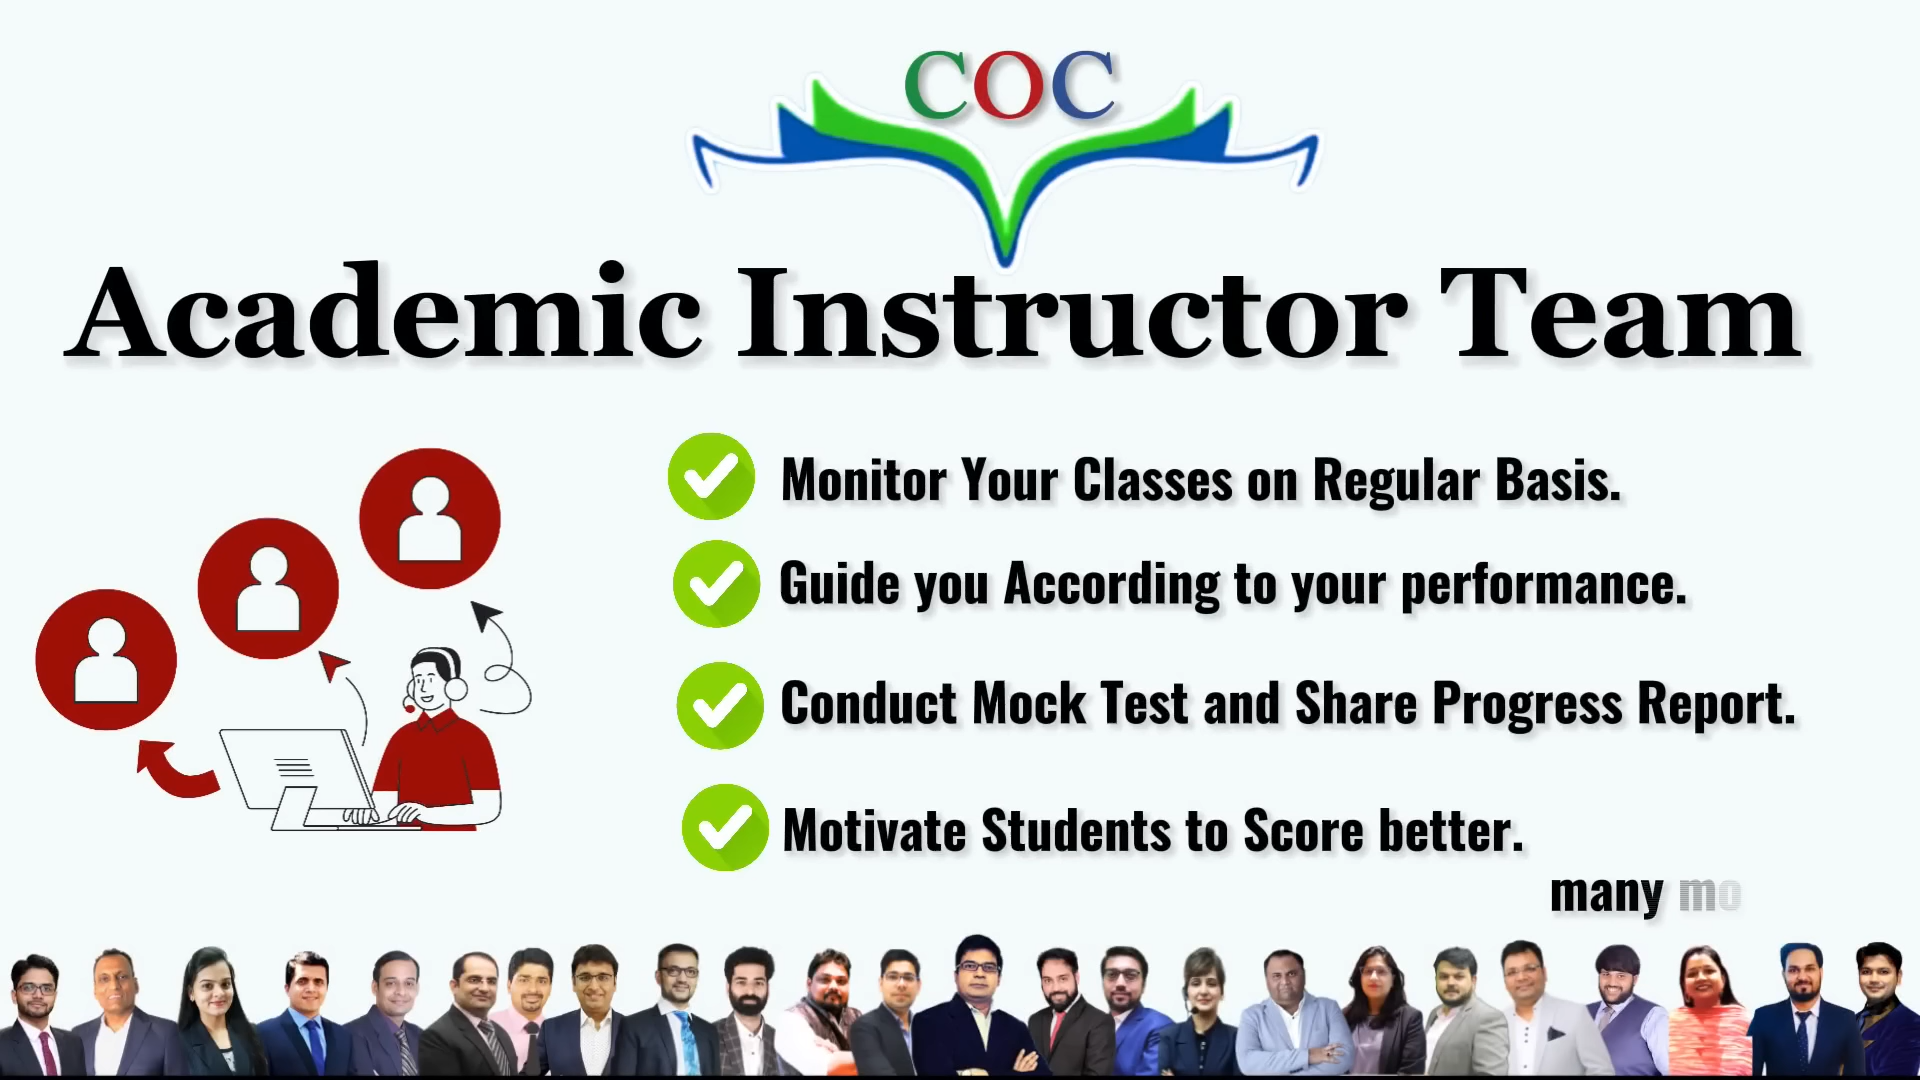 COC
Academic Instructor Team
Monitor Your Classes on Regular Basis.
Guide you According to your performance.
Conduct Mock Test and Share Progress Report.
Motivate Students to Score better.
many mo